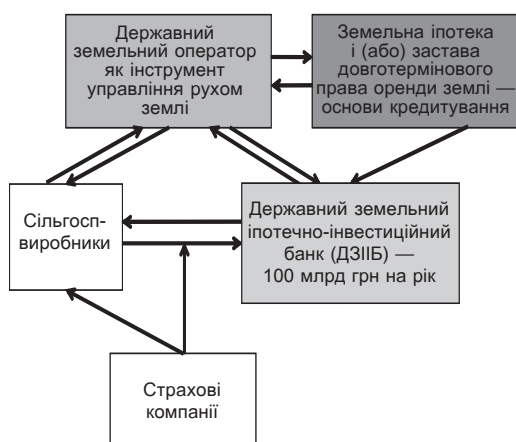 Державний
земельний оператор
як інструмент
управління рухом
землі
Земельна іпотека
і (або) застава
довготермінового
права оренди землі —
основи кредитування
Сільгосп-
виробники
Державний земельний
іпотечно-інвестиційний
банк (ДЗІІБ) —
100 млрд грн на рік
Страхові
компанії